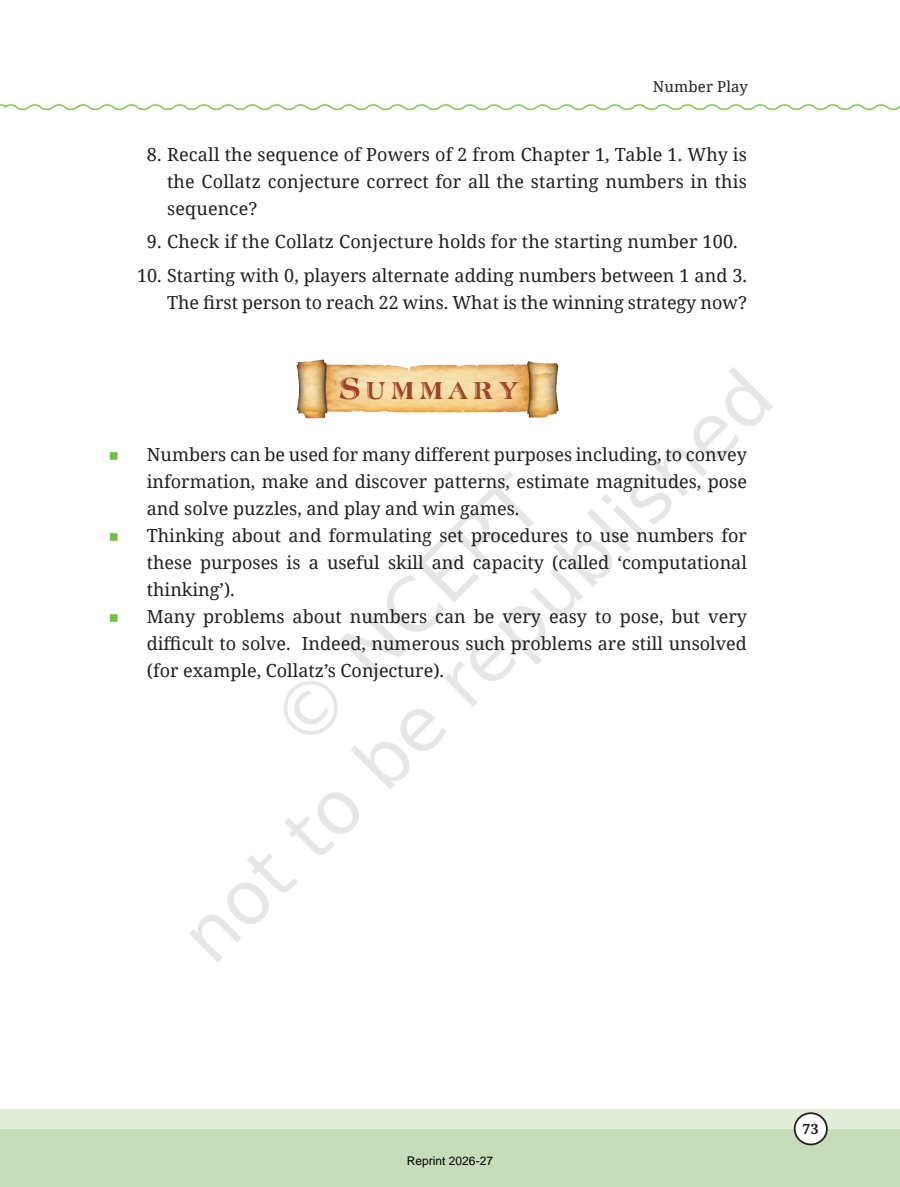 Number Play
8. Recall the sequence of Powers of 2 from Chapter 1, Table 1. Why is
the Collatz conjecture correct for all the starting numbers in this
sequence?
9. Check if the Collatz Conjecture holds for the starting number 100.
10. Starting with 0, players alternate adding numbers between 1 and 3.
The first person to reach 22 wins. What is the winning strategy now?
SUMMARY
Numbers can be used for many different purposes including, to convey
information, make and discover patterns, estimate magnitudes, pose
and solve puzzles, and play and win games.
Thinking about and formulating set procedures to use numbers for
these purposes is a useful skill and capacity (called ‘computational
thinking’).
Many problems about numbers can be very easy to pose, but very
difficult to solve.  Indeed, numerous such problems are still unsolved
(for example, Collatz’s Conjecture).
© NCEPT
not to be republished
73
Reprint 2026-27